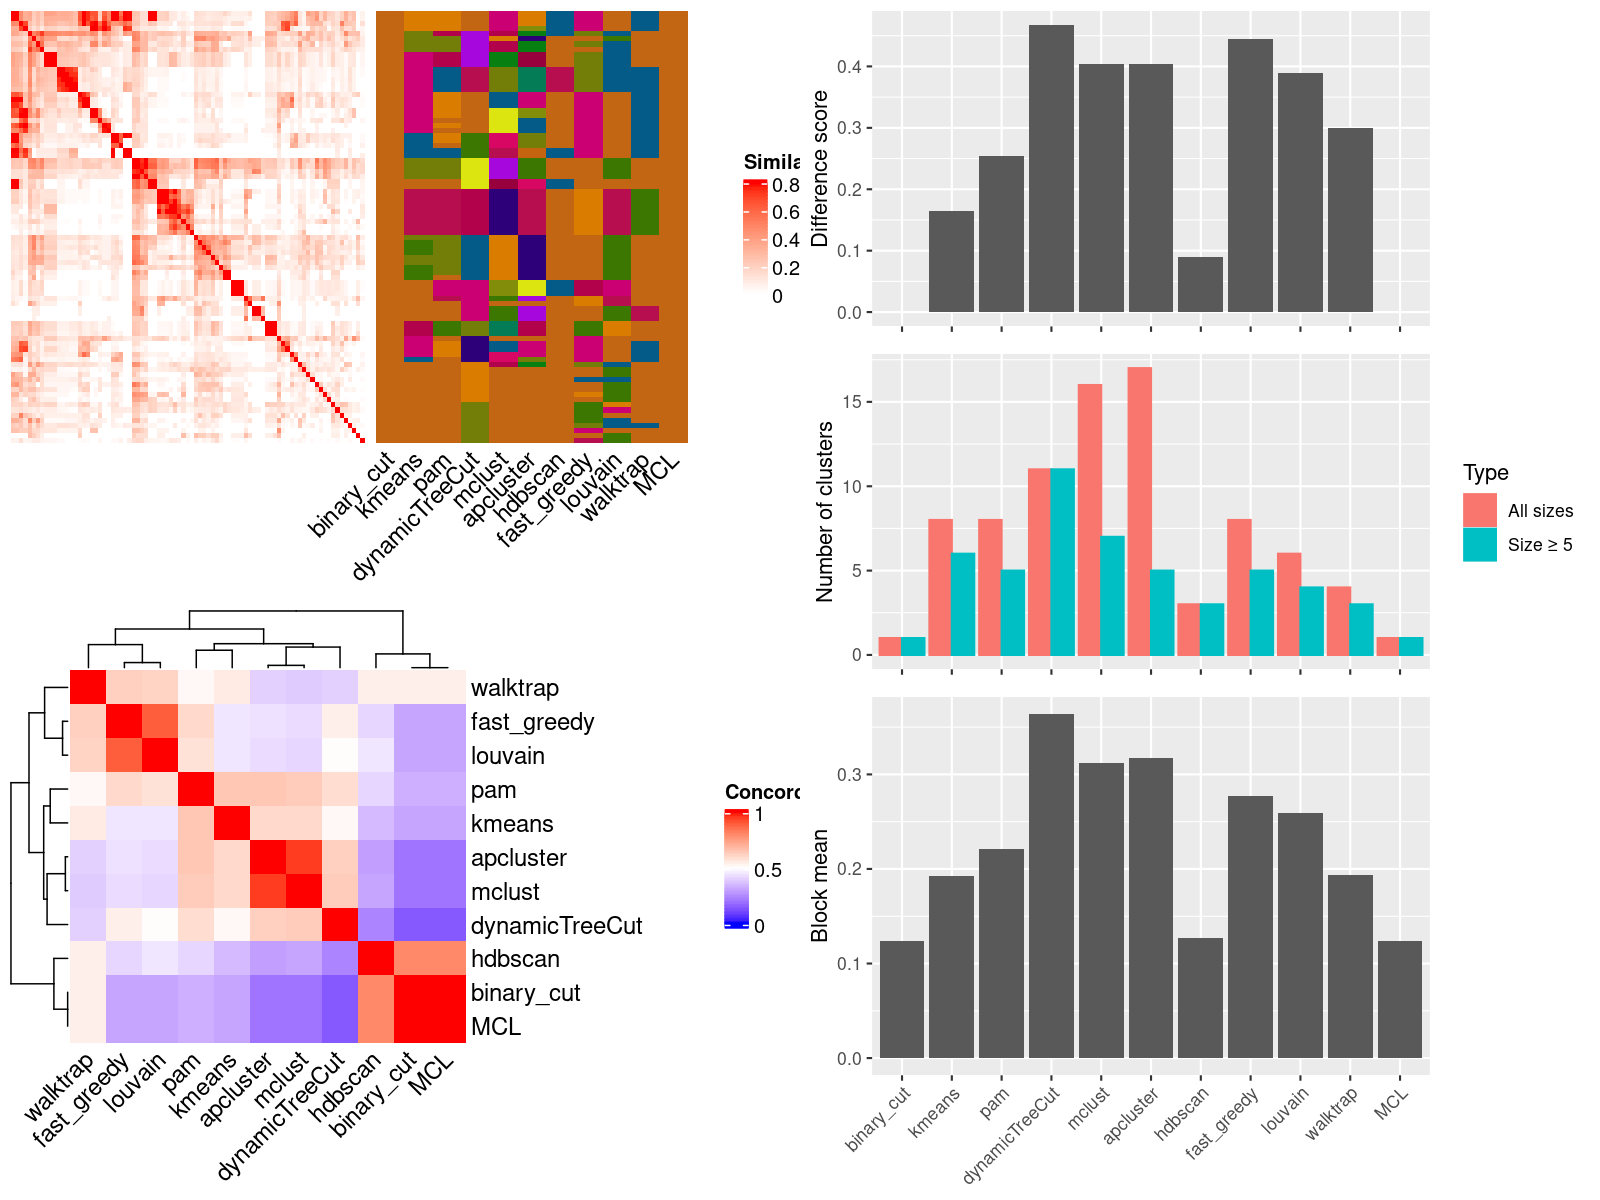 Simila
0.8
0.6
0.4
0.2
0
binary_cut
kmeans
pam
dynamicTreeCut
mclust
apcluster
hdbscan
fast_greedy
louvain
walktrap
MCL
Difference score
0.4
0.3
0.2
0.1
0.0
Number of clusters
15
10
5
0
Type
All sizes
Size ≥ 5
walktrap
fast_greedy
louvain
pam
kmeans
apcluster
mclust
dynamicTreeCut
hdbscan
binary_cut
MCL
walktrap
fast_greedy
louvain
pam
kmeans
apcluster
mclust
dynamicTreeCut
hdbscan
binary_cut
MCL
Concord
1
0.5
0
Block mean
0.3
0.2
0.1
0.0
binary_cut
kmeans
pam
dynamicTreeCut
mclust
apcluster
hdbscan
fast_greedy
louvain
walktrap
MCL